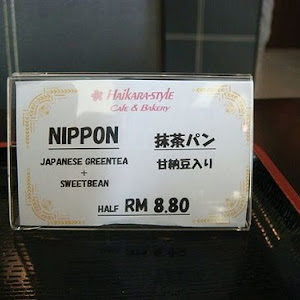 HAIKARA-STYLE
CAFE & BAKERY
NIPPON 抹茶パン
JAPANESE GREENTEA 甘納豆入り
+
SWEETBEAN
HALF RM 8.80